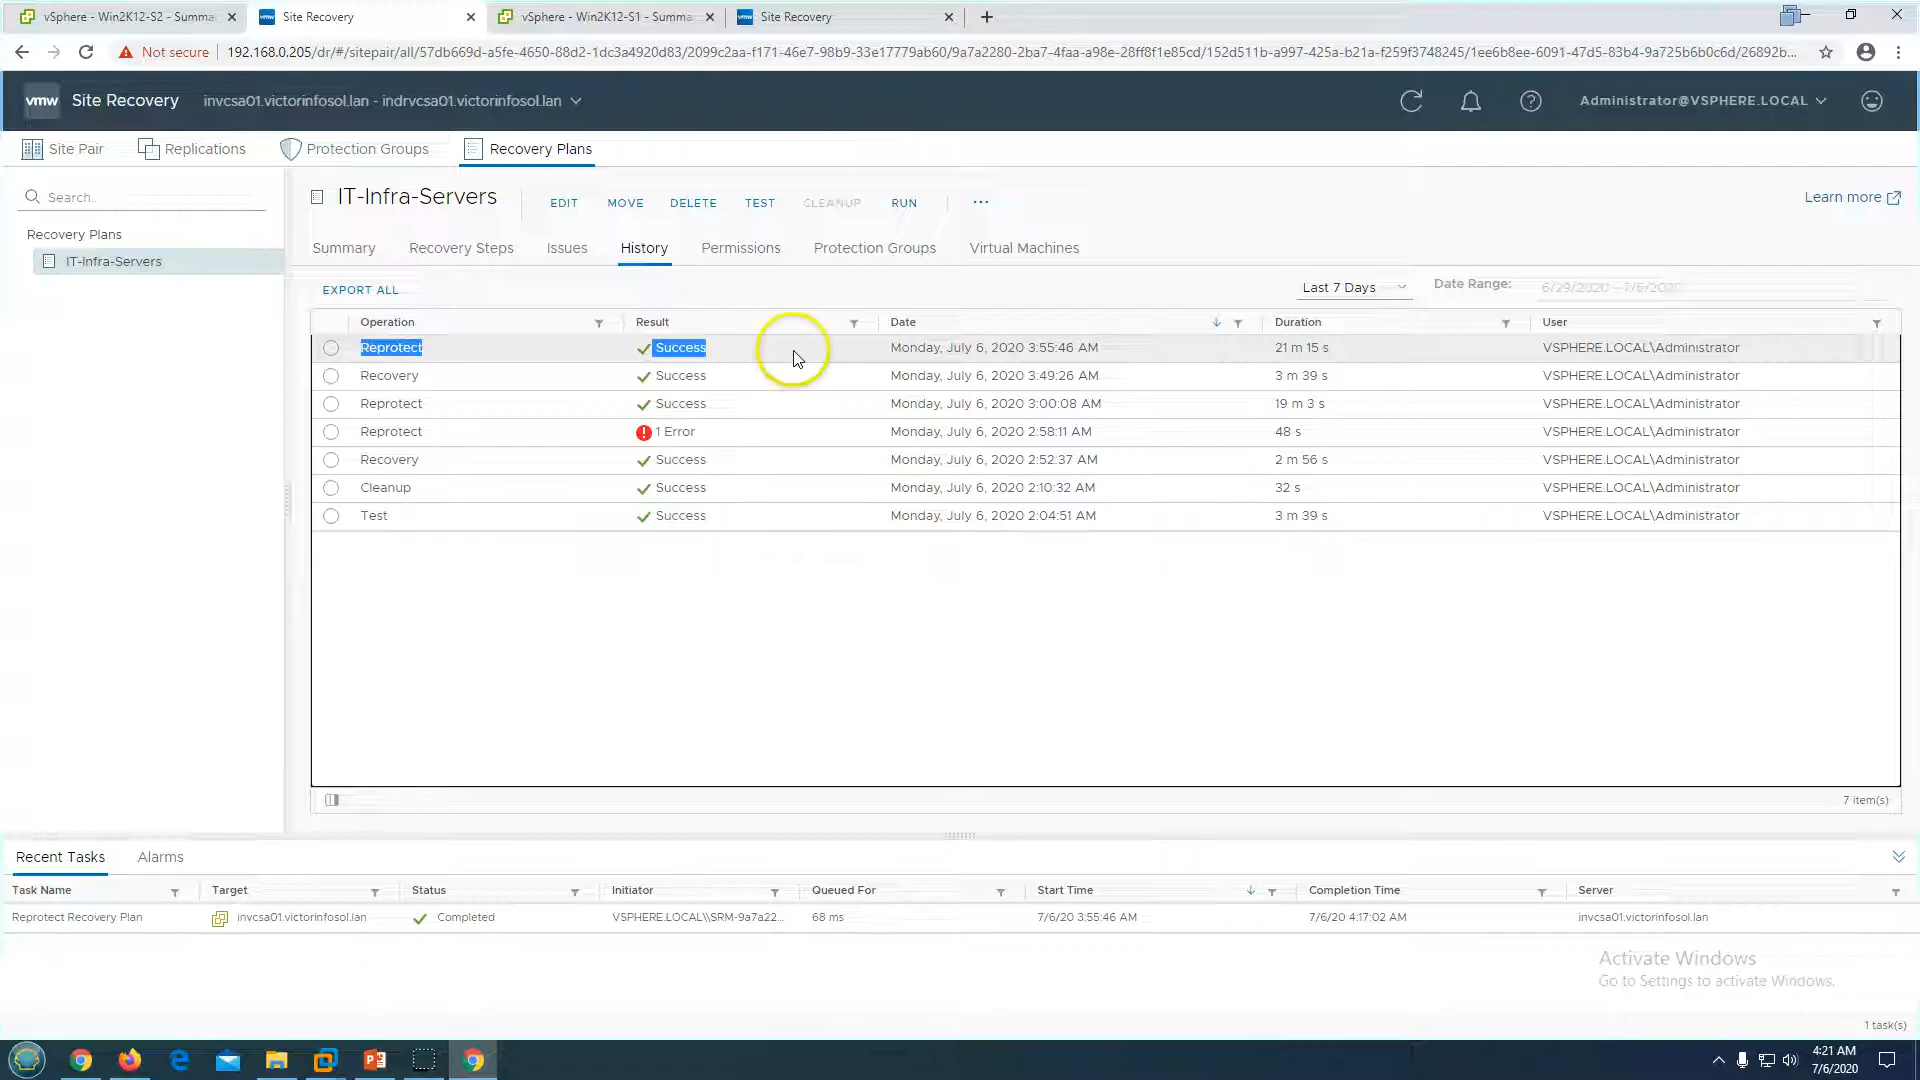 vSphere - Win2K12-S2 - Summa
Site Recovery
vSphere - Win2K12-S1 - Summa
Site Recovery
Not secure
192.168.0.205/dr/#/sitepair/all/57db669d-a5fe-4650-88d2-1dc3a4920d83/2099c2aa-f171-46e7-98b9-33e17779ab60/9a7a2280-2ba7-4faa-a98e-28ff8f1e85cd/152d511b-a997-425a-b21a-f259f3748245/1ee6b8ee-6091-47d5-83b4-9a725b6b0c6d/26892b...
vmw Site Recovery invcsa01.victorinfosol.lan - indrvcsa01.victorinfosol.lan Administrator@VSPHERE.LOCAL
Site Pair Replications Protection Groups Recovery Plans
Search..
Recovery Plans
IT-Infra-Servers
IT-Infra-Servers EDIT MOVE DELETE TEST CLEANUP RUN ... Learn more
Summary Recovery Steps Issues History Permissions Protection Groups Virtual Machines
EXPORT ALL Last 7 Days Date Range: 6/29/2020 - 7/6/2020
Operation Result Date Duration User
Reprotect Success Monday, July 6, 2020 3:55:46 AM 21 m 15 s VSPHERE.LOCAL\Administrator
Recovery Success Monday, July 6, 2020 3:49:26 AM 3 m 39 s VSPHERE.LOCAL\Administrator
Reprotect Success Monday, July 6, 2020 3:00:08 AM 19 m 3 s VSPHERE.LOCAL\Administrator
Reprotect 1 Error Monday, July 6, 2020 2:58:11 AM 48 s VSPHERE.LOCAL\Administrator
Recovery Success Monday, July 6, 2020 2:52:37 AM 2 m 56 s VSPHERE.LOCAL\Administrator
Cleanup Success Monday, July 6, 2020 2:10:32 AM 32 s VSPHERE.LOCAL\Administrator
Test Success Monday, July 6, 2020 2:04:51 AM 3 m 39 s VSPHERE.LOCAL\Administrator
7 item(s)
Recent Tasks Alarms
Task Name Target Status Initiator Queued For Start Time Completion Time Server
Reprotect Recovery Plan invcsa01.victorinfosol.lan Completed VSPHERE.LOCAL\\SRM-9a7a22... 68 ms 7/6/20 3:55:46 AM 7/6/20 4:17:02 AM invcsa01.victorinfosol.lan
Activate Windows
Go to Settings to activate Windows.
1 task(s)
4:21 AM
7/6/2020